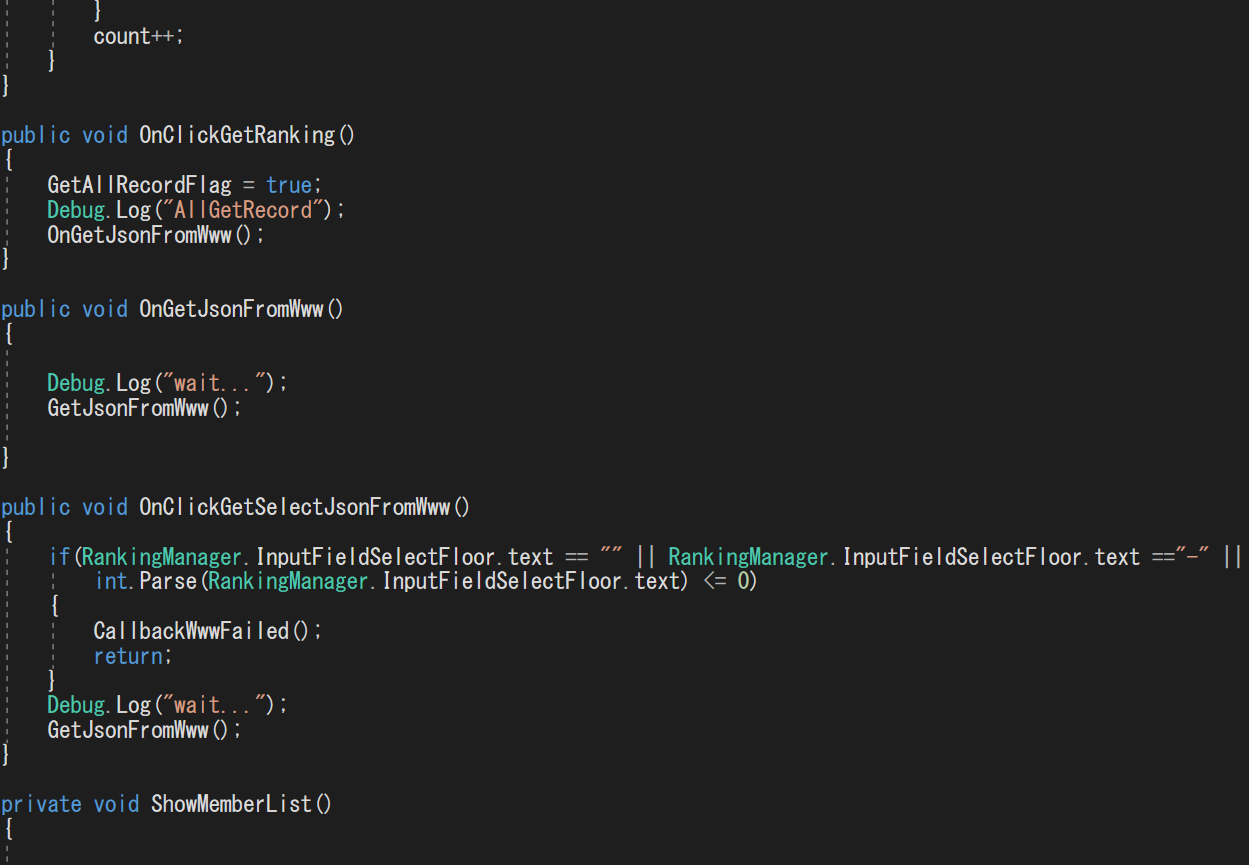 }
        count++;
    }
}

public void OnClickGetRanking()
{
    GetAllRecordFlag = true;
    Debug.Log("AllGetRecord");
    OnGetJsonFromWww();
}

public void OnGetJsonFromWww()
{

    Debug.Log("wait...");
    GetJsonFromWww();

}

public void OnClickGetSelectJsonFromWww()
{
    if(RankingManager.InputFieldSelectFloor.text == "" || RankingManager.InputFieldSelectFloor.text =="-" ||
        int.Parse(RankingManager.InputFieldSelectFloor.text) <= 0)
    {
        CallbackWwwFailed();
        return;
    }
    Debug.Log("wait...");
    GetJsonFromWww();
}

private void ShowMemberList()
{